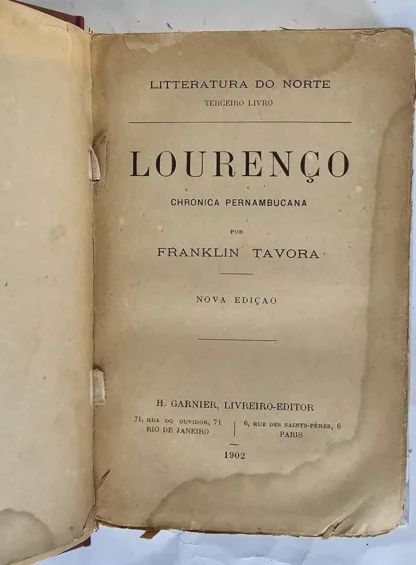 LITTERATURA DO NORTE
TERCEIRO LIVRO
LOURENÇO
CHRONICA PERNAMBUCANA
POR
FRANKLIN TAVORA
NOVA EDIÇAO
H. GARNIER, LIVREIRO-EDITOR
71, RUA DO OUVIDOR, 71
RIO DE JANEIRO
6, RUE DES SAINTS-PÈRES, 6
PARIS
1902